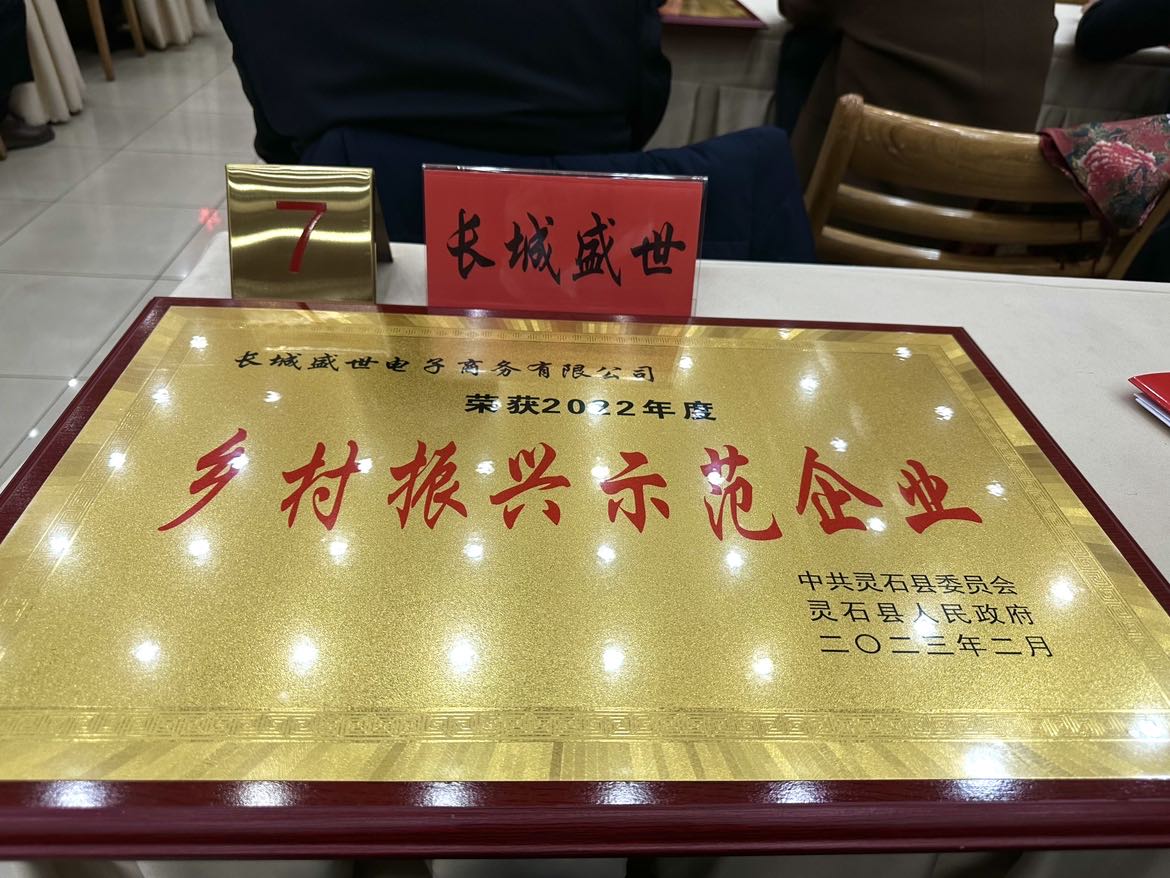 7
长城盛世
长城盛世电子商务有限公司
荣获2022年度
乡村振兴示范企业
中共灵石县委员会
灵石县人民政府
二〇二三年二月